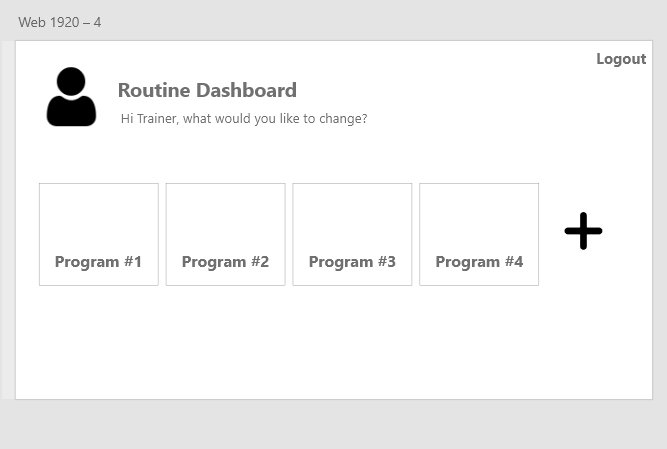 Web 1920 – 4
Logout
Routine Dashboard
Hi Trainer, what would you like to change?
Program #1
Program #2
Program #3
Program #4